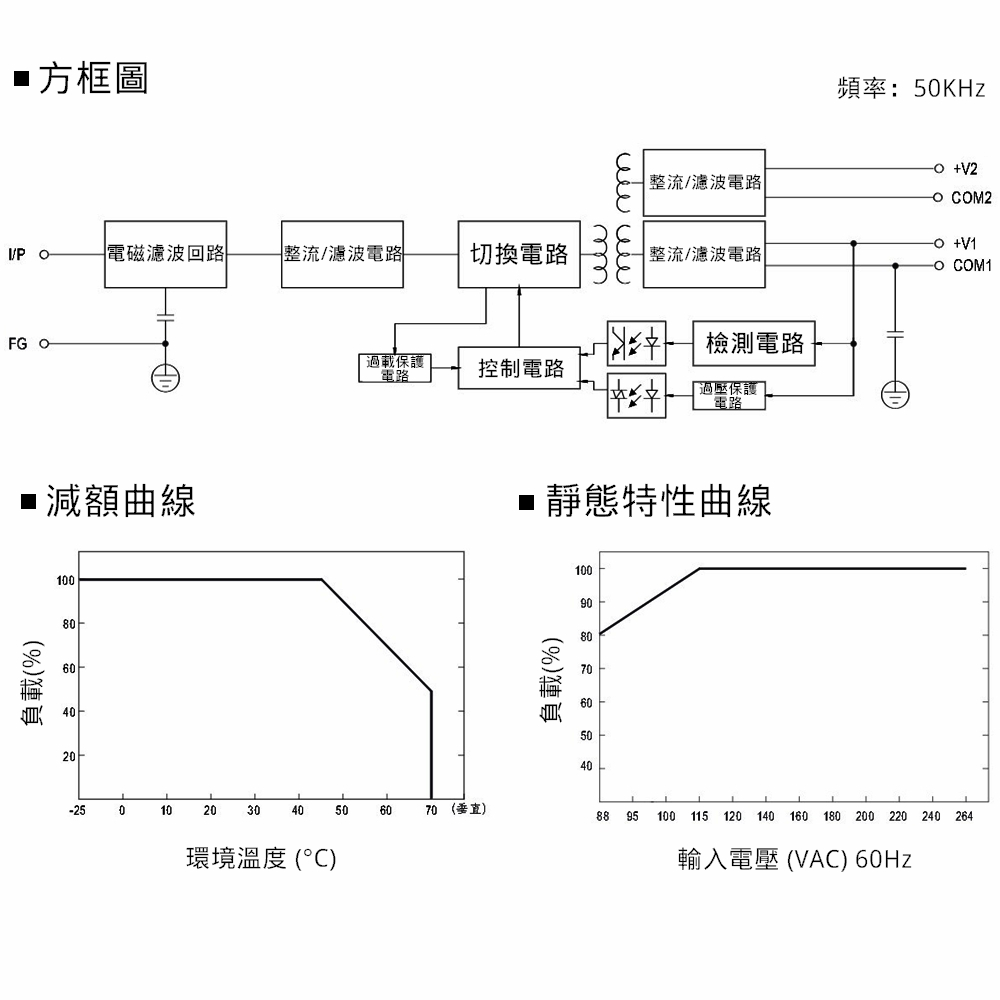 方框圖
頻率：50KHz
整流/濾波電路
+V2
COM2
I/P
電磁濾波回路
整流/濾波電路
切換電路
整流/濾波電路
+V1
COM1
FG
過載保護
電路
控制電路
檢測電路
過壓保護
電路
減額曲線
靜態特性曲線
負載(%)
100
80
60
40
20
-25 0 10 20 30 40 50 60 70 (垂直)
環境溫度 (°C)
負載(%)
100
90
80
70
60
50
40
88 95 100 115 120 140 160 180 200 220 240 264
輸入電壓 (VAC) 60Hz